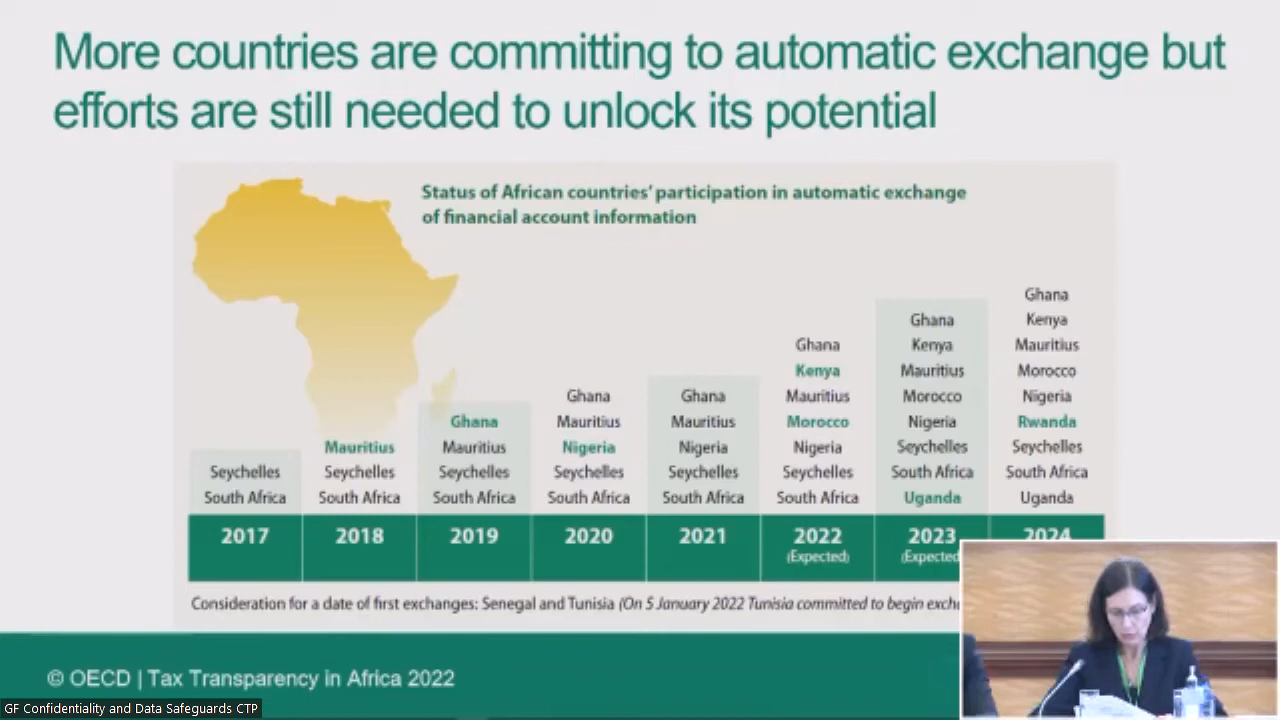 More countries are committing to automatic exchange but
efforts are still needed to unlock its potential
Status of African countries' participation in automatic exchange
of financial account information
Seychelles
South Africa
2017
Mauritius
Seychelles
South Africa
2018
Ghana
Mauritius
Seychelles
South Africa
2019
Ghana
Mauritius
Nigeria
Seychelles
South Africa
2020
Ghana
Mauritius
Nigeria
Seychelles
South Africa
2021
Ghana
Kenya
Mauritius
Morocco
Nigeria
Seychelles
South Africa
2022
(Expected)
Ghana
Kenya
Mauritius
Morocco
Nigeria
Seychelles
South Africa
Uganda
2023
(Expected
Ghana
Kenya
Mauritius
Morocco
Nigeria
Rwanda
Seychelles
South Africa
Uganda
2024
Consideration for a date of first exchanges: Senegal and Tunisia (On 5 January 2022 Tunisia committed to begin
© OECD | Tax Transparency in Africa 2022
GF Confidentiality and Data Safeguards CTP